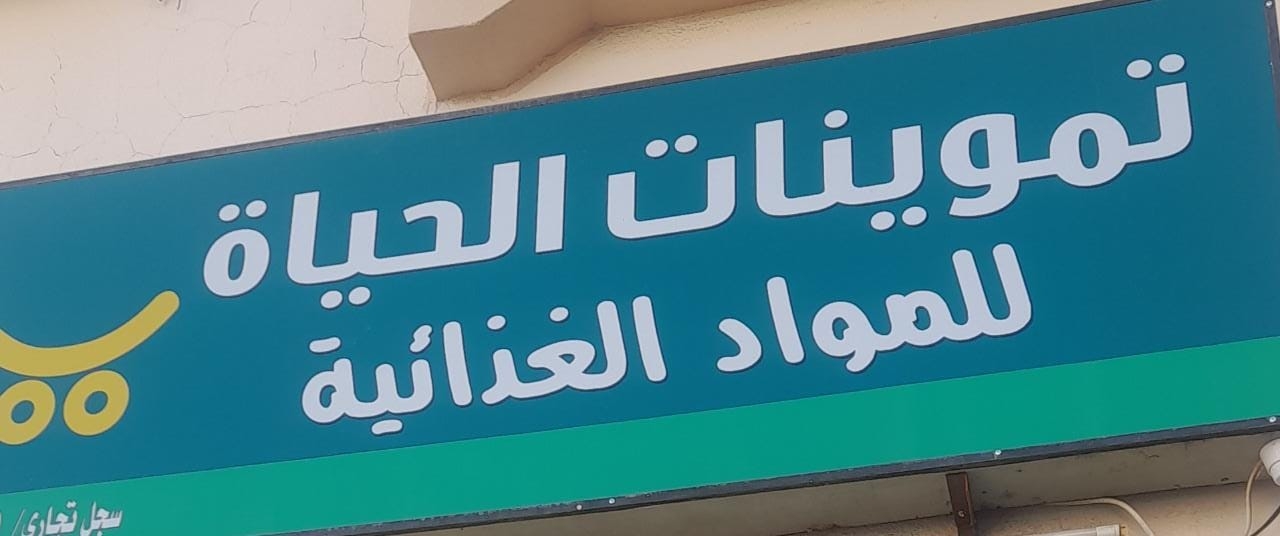 تموينات الحياة
للمواد الغذائية
سجل تجاري/